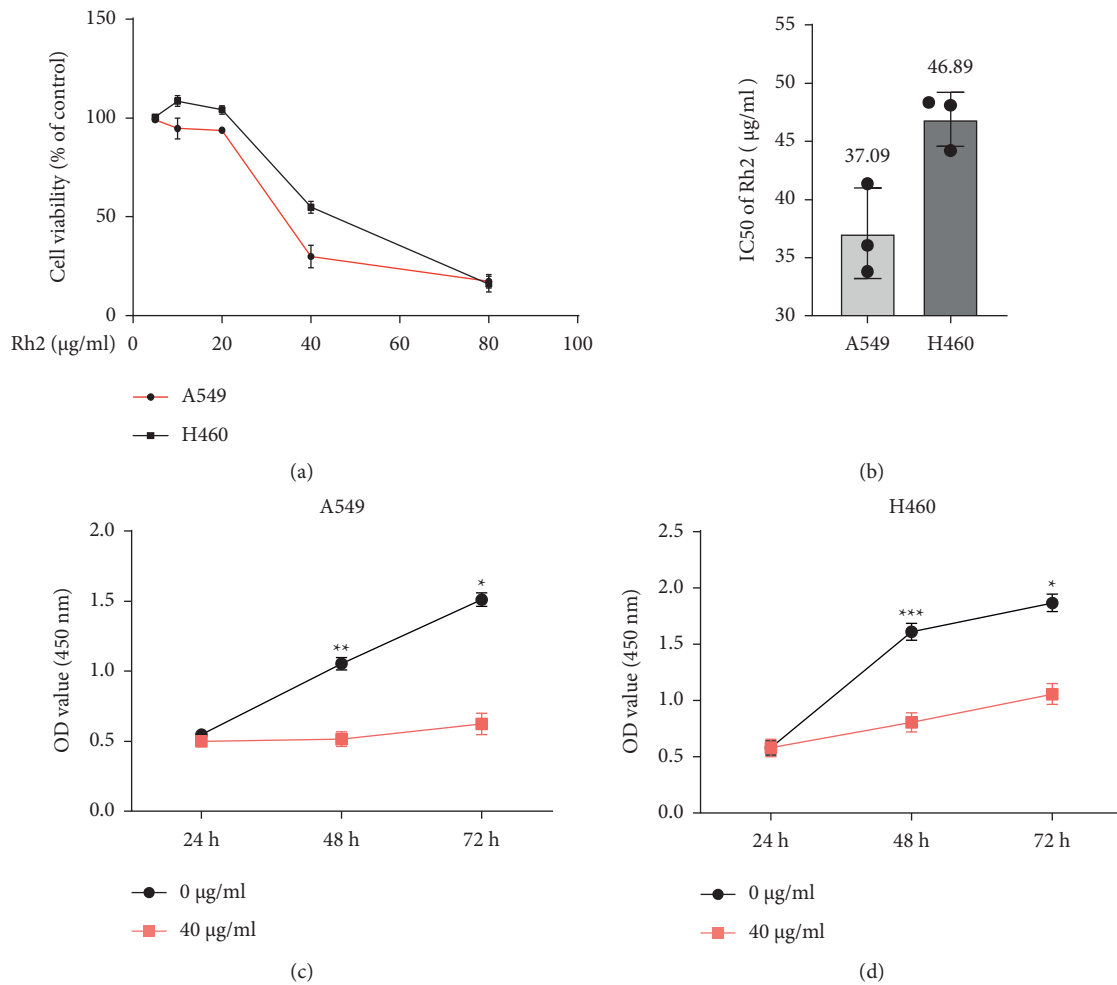 Cell viability (% of control)
150
100
50
0
Rh2 (µg/ml)
0
20
40
60
80
100
A549
H460
(a)
IC50 of Rh2 ( µg/ml)
55
50
45
40
35
30
37.09
46.89
A549
H460
(b)
A549
OD value (450 nm)
2.0
1.5
1.0
0.5
0.0
**
*
24 h
48 h
72 h
0 µg/ml
40 µg/ml
(c)
H460
OD value (450 nm)
2.5
2.0
1.5
1.0
0.5
0.0
***
*
24 h
48 h
72 h
0 µg/ml
40 µg/ml
(d)